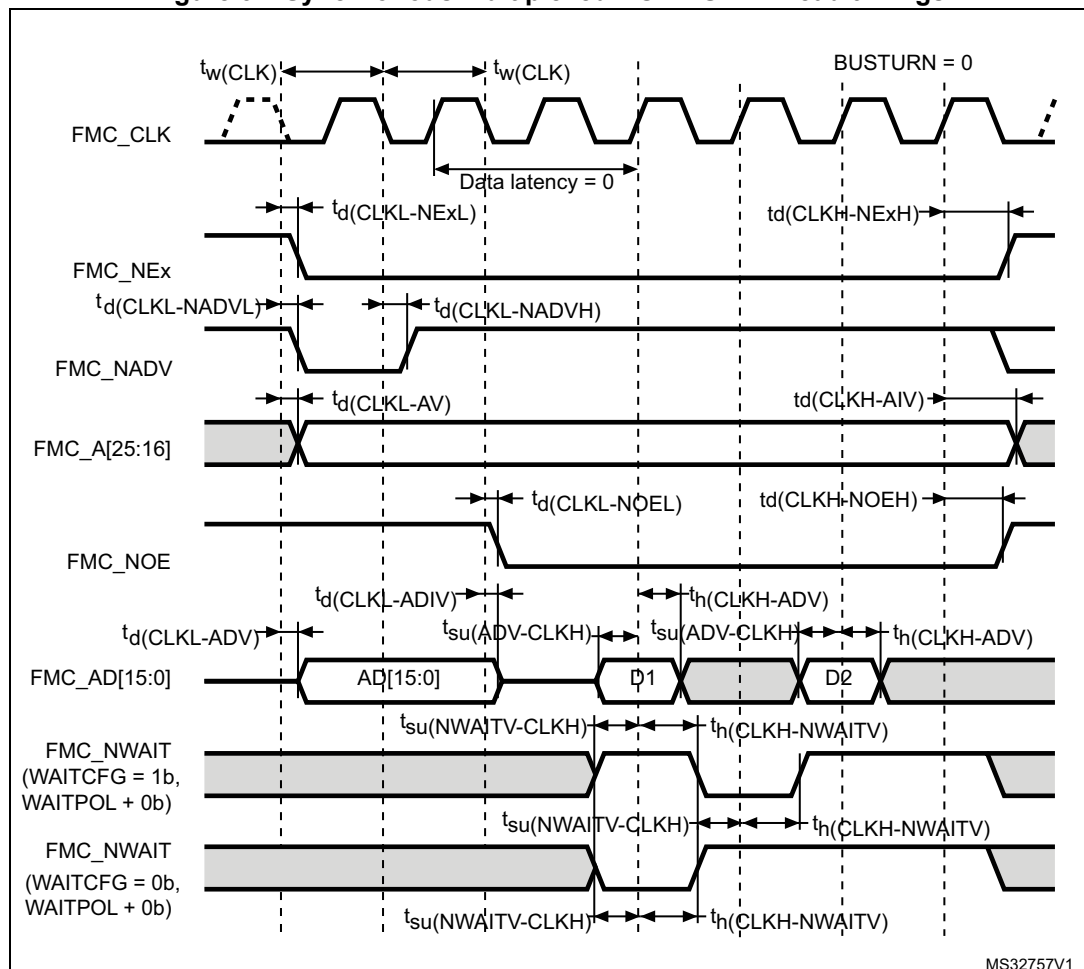 BUSTURN = 0
tw(CLK)
tw(CLK)
FMC_CLK
Data latency = 0
td(CLKL-NExL)
td(CLKH-NExH)
FMC_NEx
td(CLKL-NADVL)
td(CLKL-NADVH)
FMC_NADV
td(CLKL-AV)
td(CLKH-AIV)
FMC_A[25:16]
td(CLKL-NOEL)
td(CLKH-NOEH)
FMC_NOE
td(CLKL-ADIV)
th(CLKH-ADV)
td(CLKL-ADV)
tsu(ADV-CLKH)
tsu(ADV-CLKH)
th(CLKH-ADV)
FMC_AD[15:0]
AD[15:0]
D1
D2
tsu(NWAITV-CLKH)
th(CLKH-NWAITV)
FMC_NWAIT
(WAITCFG = 1b,
WAITPOL + 0b)
tsu(NWAITV-CLKH)
th(CLKH-NWAITV)
FMC_NWAIT
(WAITCFG = 0b,
WAITPOL + 0b)
tsu(NWAITV-CLKH)
th(CLKH-NWAITV)
MS32757V1